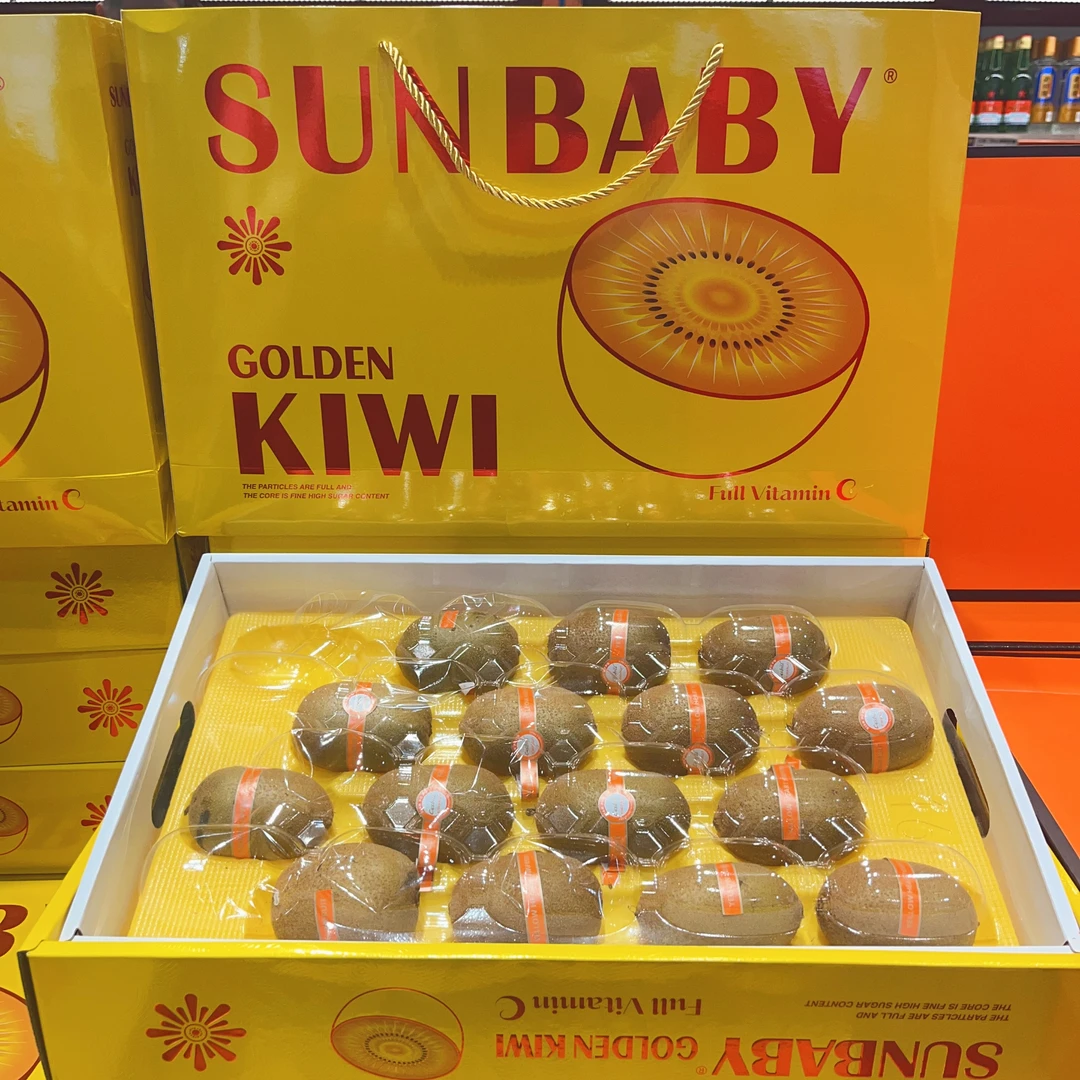 SUNBABY®
GOLDEN
KIWI
THE PARTICLES ARE FULL AND
THE CORE IS FINE HIGH SUGAR CONTENT
Full Vitamin C
tamin C
SUNBABY® GOLDEN KIWI
THE PARTICLES ARE FULL AND
THE CORE IS FINE HIGH SUGAR CONTENT
Full Vitamin C